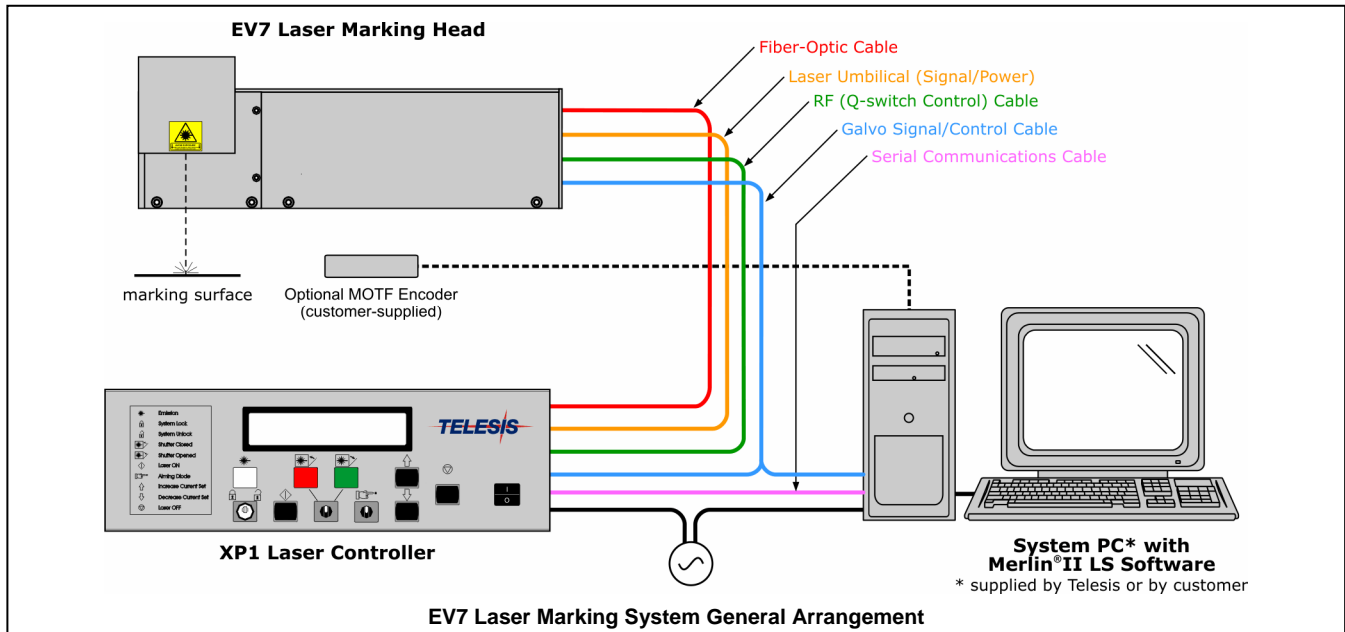 EV7 Laser Marking Head
Fiber-Optic Cable
Laser Umbilical (Signal/Power)
RF (Q-switch Control) Cable
Galvo Signal/Control Cable
Serial Communications Cable
marking surface
Optional MOTF Encoder
(customer-supplied)
Emission
System Lock
System Unlock
Shutter Closed
Shutter Opened
Laser ON
Aiming Diode
Increase Current Set
Decrease Current Set
Laser OFF
TELESIS
I
O
XP1 Laser Controller
System PC* with
Merlin®II LS Software
* supplied by Telesis or by customer
EV7 Laser Marking System General Arrangement